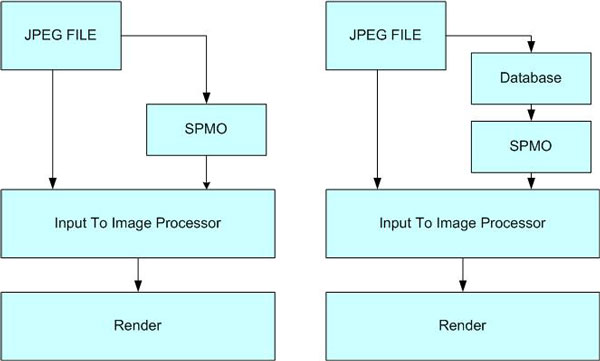 JPEG FILE
SPMO
Input To Image Processor
Render
JPEG FILE
Database
SPMO
Input To Image Processor
Render